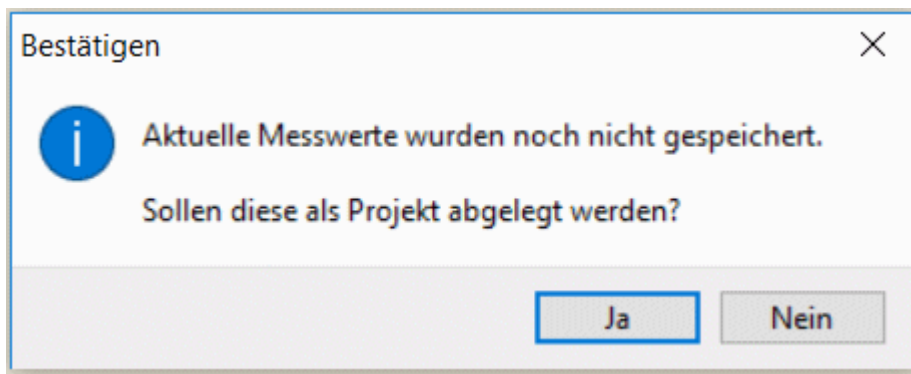 Bestätigen
Aktuelle Messwerte wurden noch nicht gespeichert.
Sollen diese als Projekt abgelegt werden?
Ja Nein